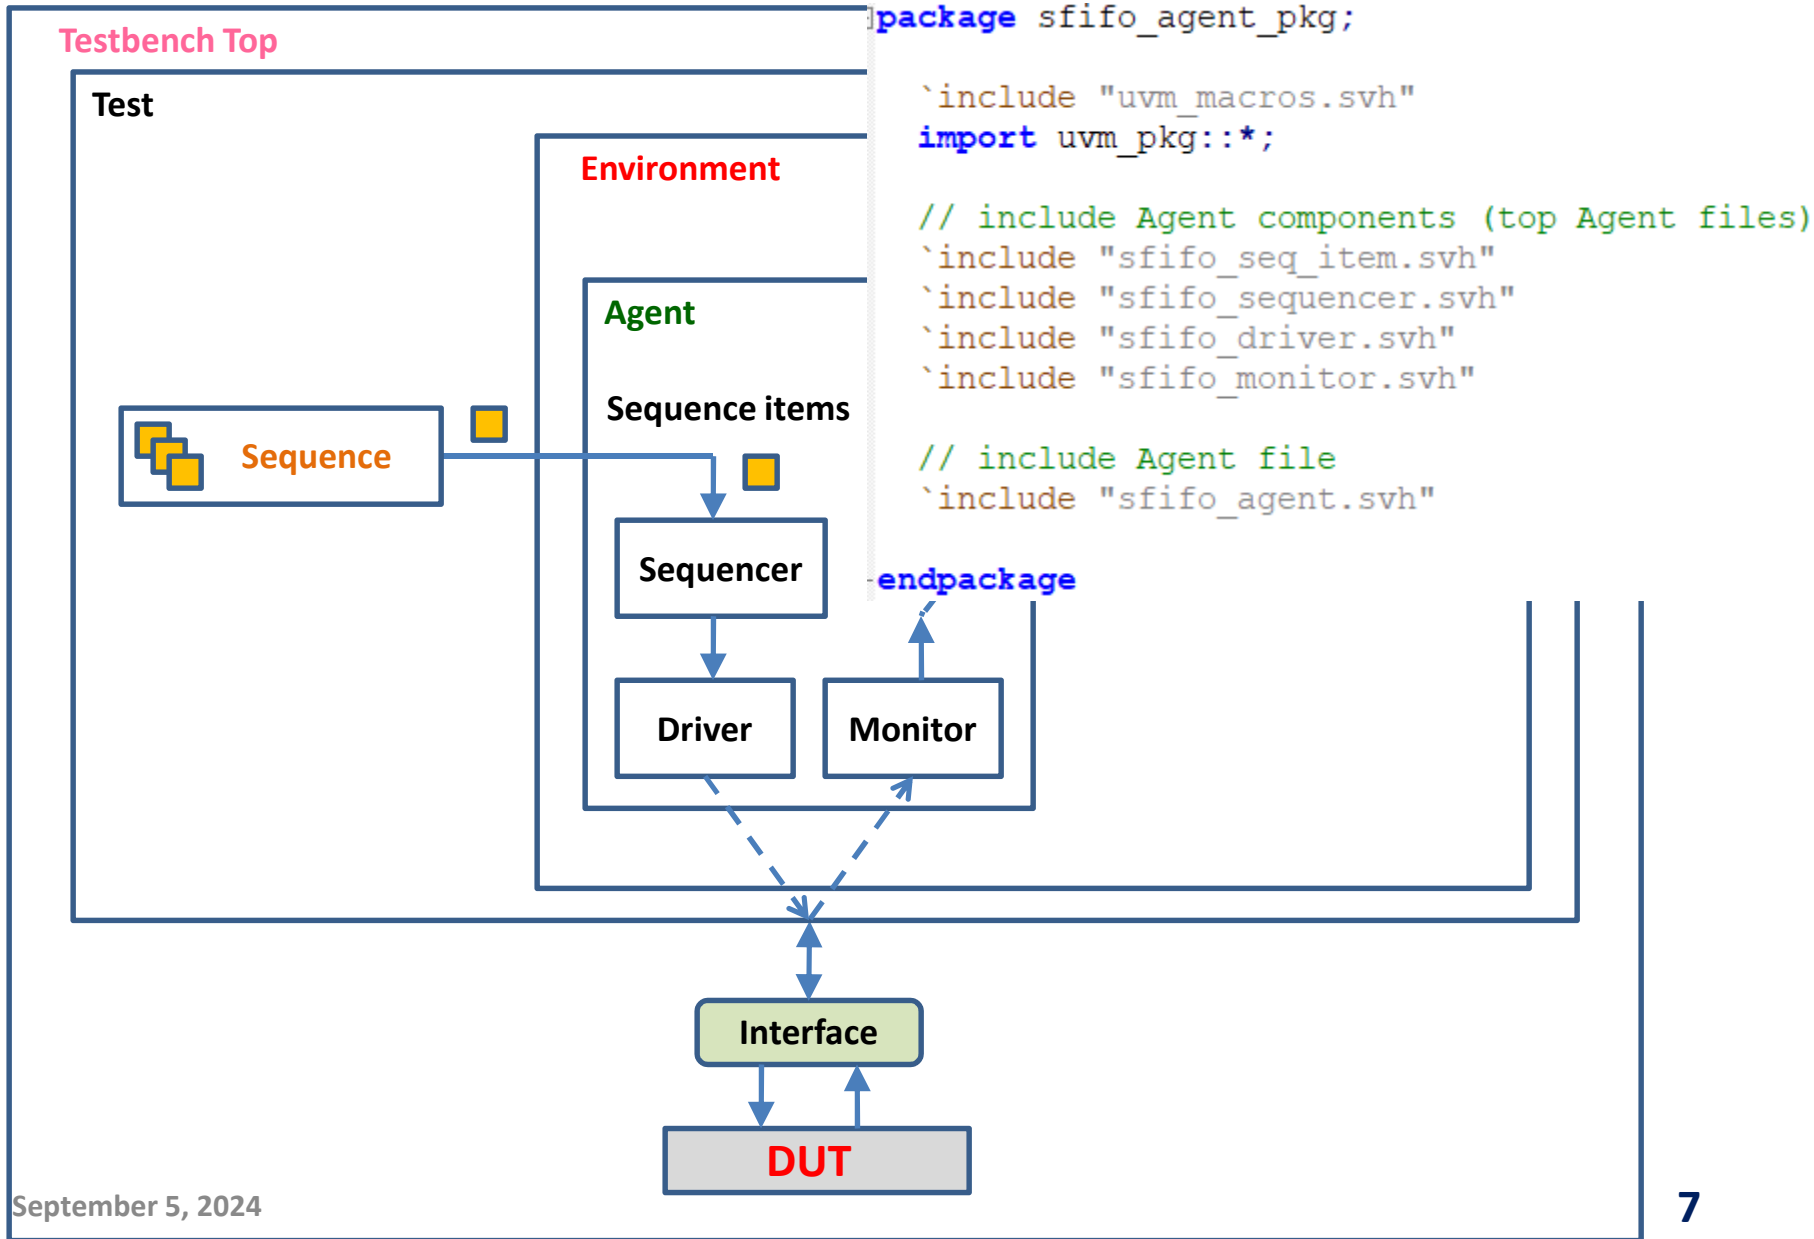 Testbench Top
Test
Environment
Agent
Sequence items
Sequence
Sequencer
Driver
Monitor
Interface
DUT
package sfifo_agent_pkg;
`include "uvm_macros.svh"
import uvm_pkg::*;
// include Agent components (top Agent files)
`include "sfifo_seq_item.svh"
`include "sfifo_sequencer.svh"
`include "sfifo_driver.svh"
`include "sfifo_monitor.svh"
// include Agent file
`include "sfifo_agent.svh"
endpackage
September 5, 2024
7